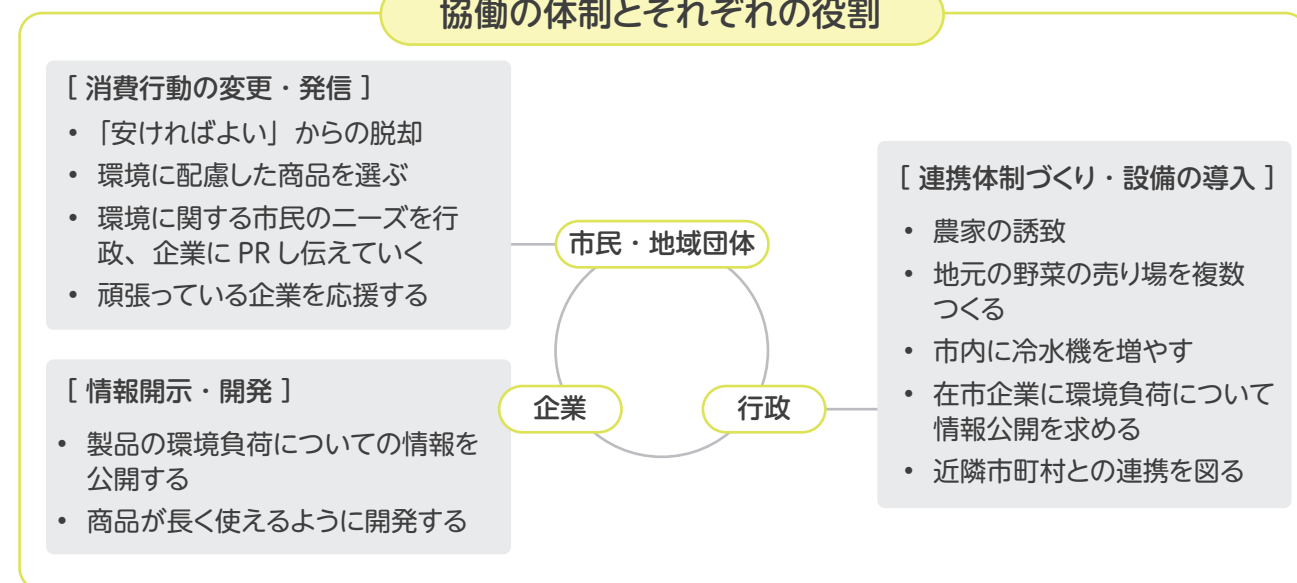 協働の体制とそれぞれの役割
[ 消費行動の変更・発信 ]
• 「安ければよい」からの脱却
• 環境に配慮した商品を選ぶ
• 環境に関する市民のニーズを行
政、企業に PR し伝えていく
• 頑張っている企業を応援する
[ 情報開示・開発 ]
• 製品の環境負荷についての情報を
公開する
• 商品が長く使えるように開発する
市民・地域団体
企業
行政
[ 連携体制づくり・設備の導入 ]
• 農家の誘致
• 地元の野菜の売り場を複数
つくる
• 市内に冷水機を増やす
• 在市企業に環境負荷について
情報公開を求める
• 近隣市町村との連携を図る